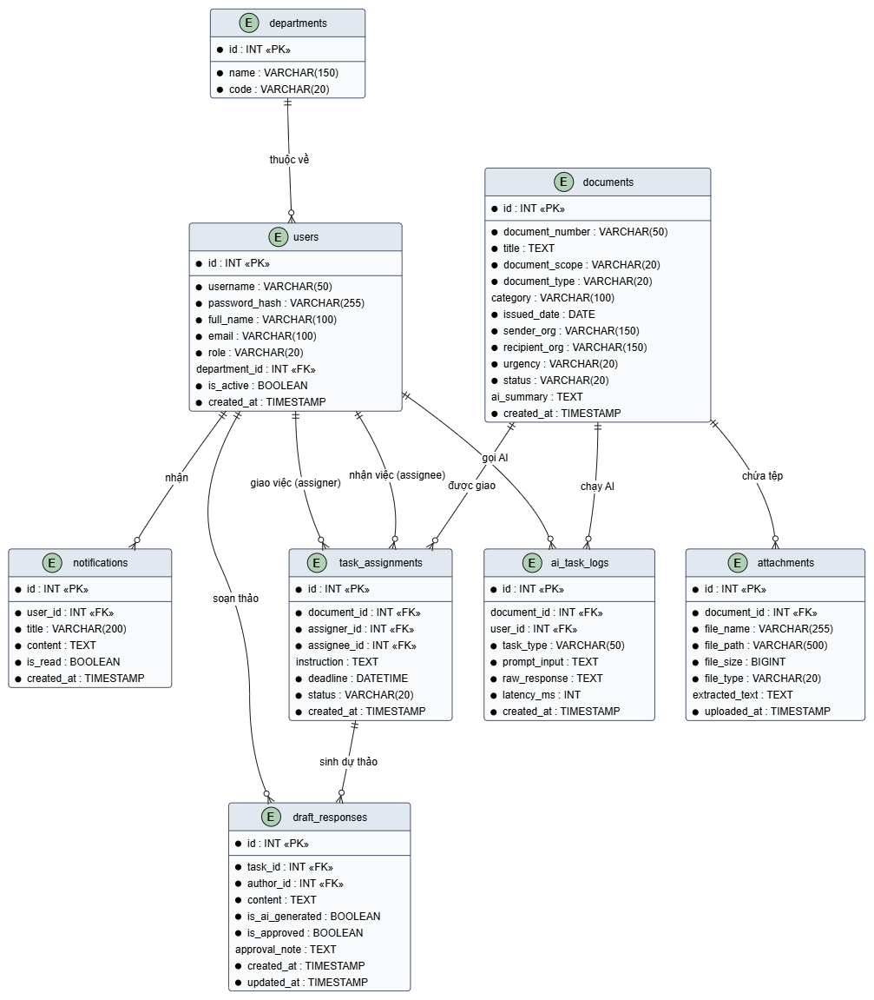 E departments
id : INT «PK»
name : VARCHAR(150)
code : VARCHAR(20)
thuộc về
E documents
id : INT «PK»
document_number : VARCHAR(50)
title : TEXT
document_scope : VARCHAR(20)
document_type : VARCHAR(20)
category : VARCHAR(100)
issued_date : DATE
sender_org : VARCHAR(150)
recipient_org : VARCHAR(150)
urgency : VARCHAR(20)
status : VARCHAR(20)
ai_summary : TEXT
created_at : TIMESTAMP
E users
id : INT «PK»
username : VARCHAR(50)
password_hash : VARCHAR(255)
full_name : VARCHAR(100)
email : VARCHAR(100)
role : VARCHAR(20)
department_id : INT «FK»
is_active : BOOLEAN
created_at : TIMESTAMP
nhận
giao việc (assigner)
nhận việc (assignee)
được giao
gọi AI
chạy AI
chứa tệp
soạn thảo
E notifications
id : INT «PK»
user_id : INT «FK»
title : VARCHAR(200)
content : TEXT
is_read : BOOLEAN
created_at : TIMESTAMP
E task_assignments
id : INT «PK»
document_id : INT «FK»
assigner_id : INT «FK»
assignee_id : INT «FK»
instruction : TEXT
deadline : DATETIME
status : VARCHAR(20)
created_at : TIMESTAMP
E ai_task_logs
id : INT «PK»
document_id : INT «FK»
user_id : INT «FK»
task_type : VARCHAR(50)
prompt_input : TEXT
raw_response : TEXT
latency_ms : INT
created_at : TIMESTAMP
E attachments
id : INT «PK»
document_id : INT «FK»
file_name : VARCHAR(255)
file_path : VARCHAR(500)
file_size : BIGINT
file_type : VARCHAR(20)
extracted_text : TEXT
uploaded_at : TIMESTAMP
sinh dự thảo
E draft_responses
id : INT «PK»
task_id : INT «FK»
author_id : INT «FK»
content : TEXT
is_ai_generated : BOOLEAN
is_approved : BOOLEAN
approval_note : TEXT
created_at : TIMESTAMP
updated_at : TIMESTAMP